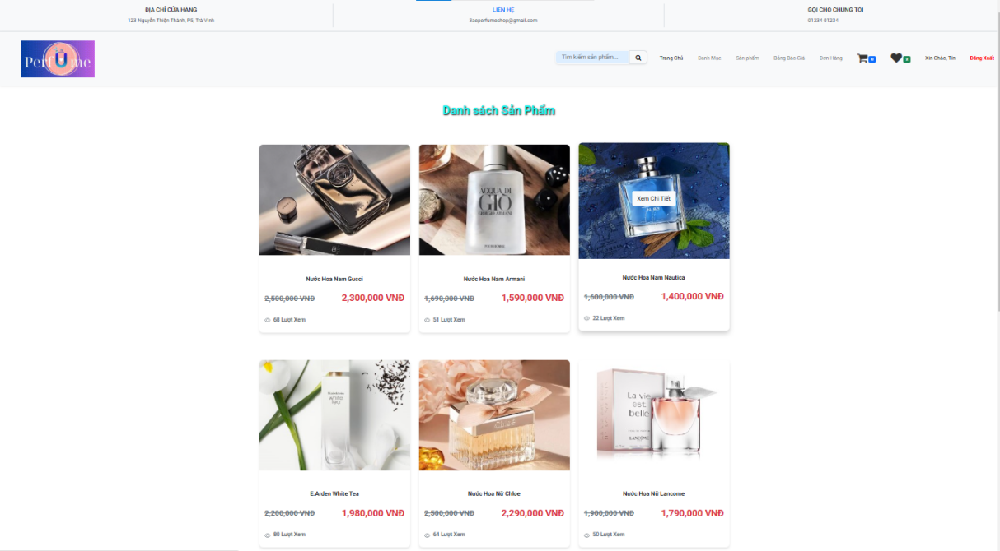 ĐỊA CHỈ CỬA HÀNG
123 Nguyễn Thiện Thành, P5, Trà Vinh
LIÊN HỆ
5aeperfumeshop@gmail.com
GỌI CHO CHÚNG TÔI
01234 01234
PerfUme
Tìm kiếm sản phẩm...
Trang Chủ
Danh Mục
Sản phẩm
Bảng Báo Giá
Đơn Hàng
0
0
Xin Chào, Tín
Đăng Xuất
Danh sách Sản Phẩm
ACQUA DI
GIÒ
GIORGIO ARMANI
Xem Chi Tiết
Nước Hoa Nam Gucci
2,500,000 VNĐ 2,300,000 VNĐ
68 Lượt Xem
Nước Hoa Nam Armani
1,690,000 VNĐ 1,590,000 VNĐ
51 Lượt Xem
Nước Hoa Nam Nautica
1,600,000 VNĐ 1,400,000 VNĐ
22 Lượt Xem
white
tea
Chloé
La vie
est
belle
LANCÔME
E.Arden White Tea
2,200,000 VNĐ 1,980,000 VNĐ
80 Lượt Xem
Nước Hoa Nữ Chloe
2,500,000 VNĐ 2,290,000 VNĐ
64 Lượt Xem
Nước Hoa Nữ Lancome
1,900,000 VNĐ 1,790,000 VNĐ
50 Lượt Xem